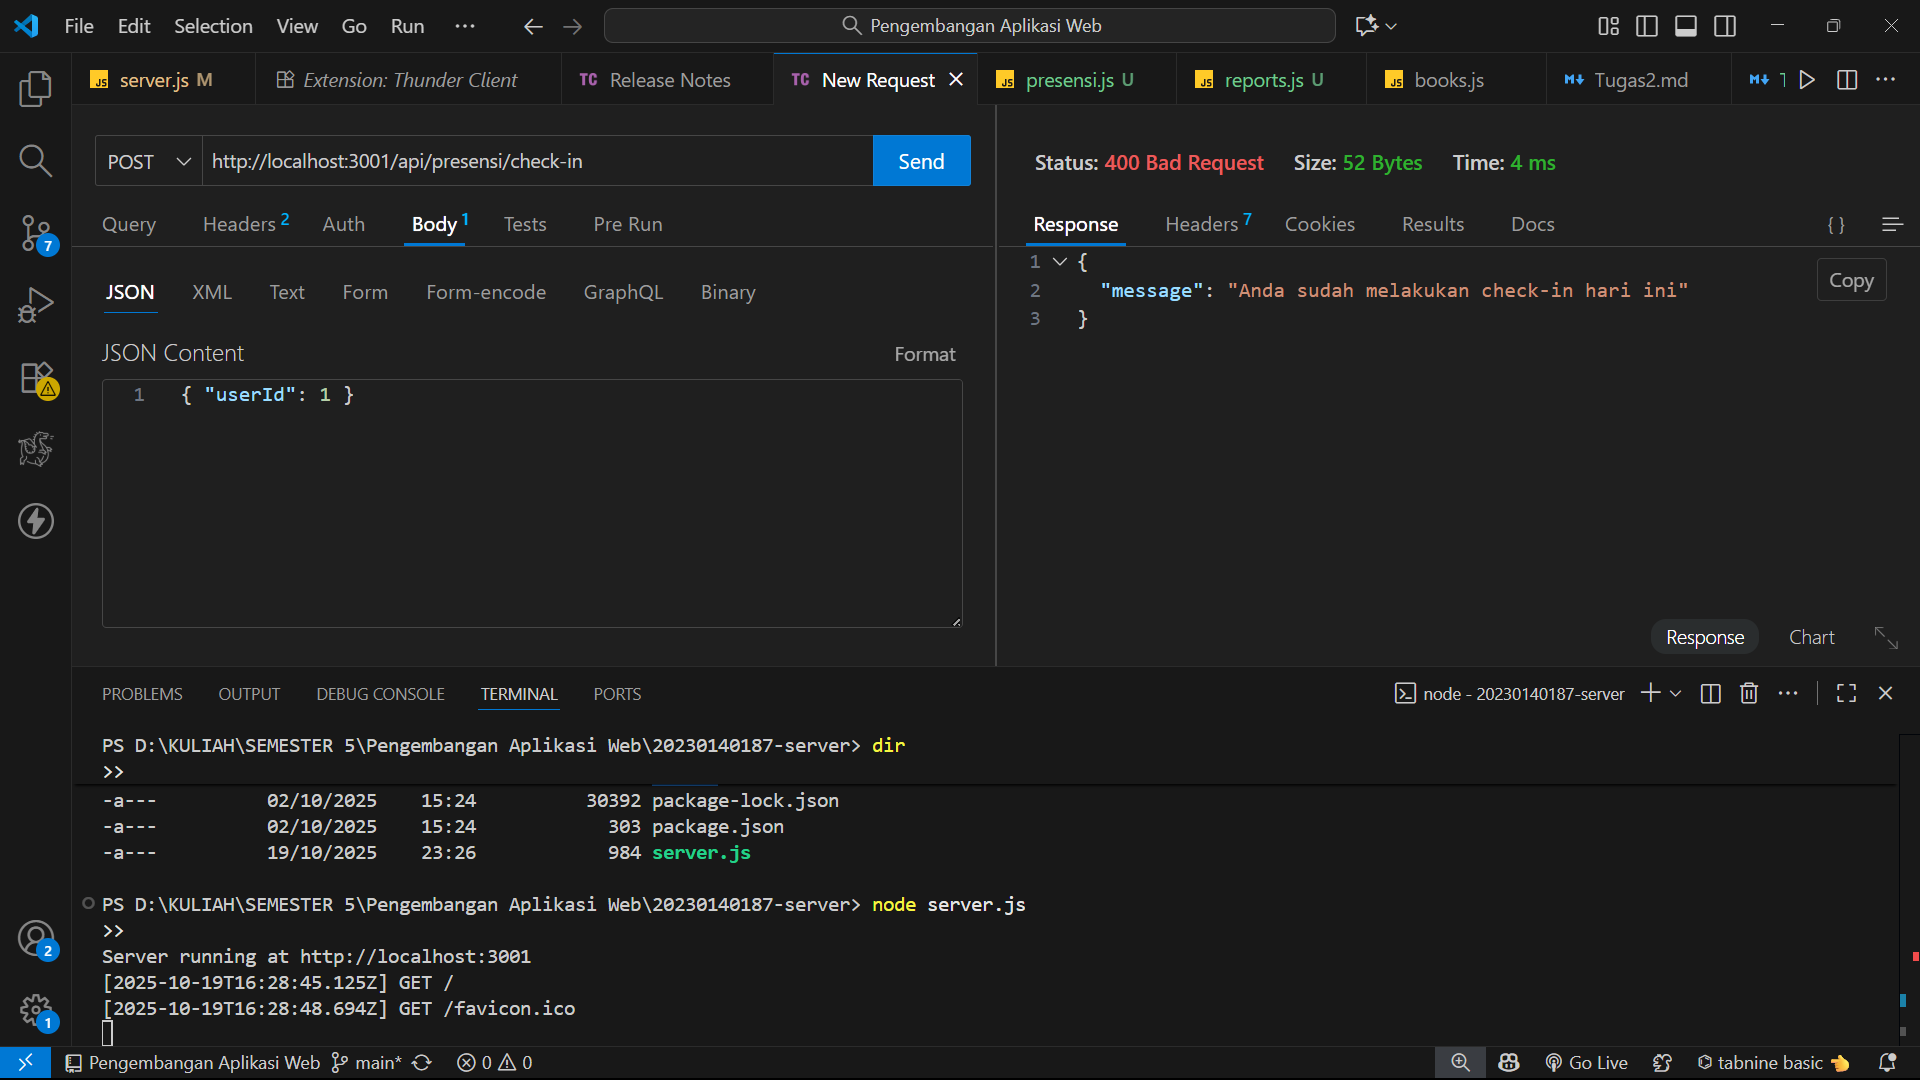 File Edit Selection View Go Run
Pengembangan Aplikasi Web
server.js M
Extension: Thunder Client
TC Release Notes
TC New Request
presensi.js U
reports.js U
books.js
Tugas2.md
POST http://localhost:3001/api/presensi/check-in Send
Query Headers 2 Auth Body 1 Tests Pre Run
JSON XML Text Form Form-encode GraphQL Binary
JSON Content Format
1 { "userId": 1 }
Status: 400 Bad Request Size: 52 Bytes Time: 4 ms
Response Headers 7 Cookies Results Docs { }
1 {
2 "message": "Anda sudah melakukan check-in hari ini"
3 }
Copy
Response Chart
7
PROBLEMS OUTPUT DEBUG CONSOLE TERMINAL PORTS
node - 20230140187-server
PS D:\KULIAH\SEMESTER 5\Pengembangan Aplikasi Web\20230140187-server> dir
>>
-a--- 02/10/2025 15:24 30392 package-lock.json
-a--- 02/10/2025 15:24 303 package.json
-a--- 19/10/2025 23:26 984 server.js
PS D:\KULIAH\SEMESTER 5\Pengembangan Aplikasi Web\20230140187-server> node server.js
>>
Server running at http://localhost:3001
[2025-10-19T16:28:45.125Z] GET /
[2025-10-19T16:28:48.694Z] GET /favicon.ico
2
1
Pengembangan Aplikasi Web main* 0 0
Go Live
tabnine basic